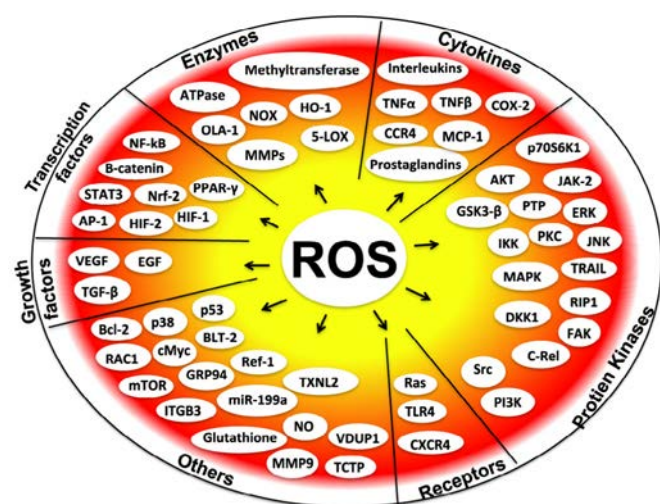 Enzymes
Methyltransferase
ATPase
NOX
HO-1
OLA-1
5-LOX
MMPs
Cytokines
Interleukins
TNFα
TNFβ
COX-2
CCR4
MCP-1
Prostaglandins
Transcription
factors
NF-kB
B-catenin
STAT3
Nrf-2
PPAR-γ
AP-1
HIF-2
HIF-1
Growth
factors
VEGF
EGF
TGF-β
ROS
Protien Kinases
p70S6K1
AKT
JAK-2
GSK3-β
PTP
ERK
IKK
PKC
JNK
MAPK
TRAIL
RIP1
DKK1
FAK
C-Rel
Src
PI3K
Receptors
Ras
TLR4
CXCR4
Others
p53
Bcl-2
p38
BLT-2
RAC1
cMyc
Ref-1
mTOR
GRP94
TXNL2
ITGB3
miR-199a
NO
Glutathione
VDUP1
MMP9
TCTP